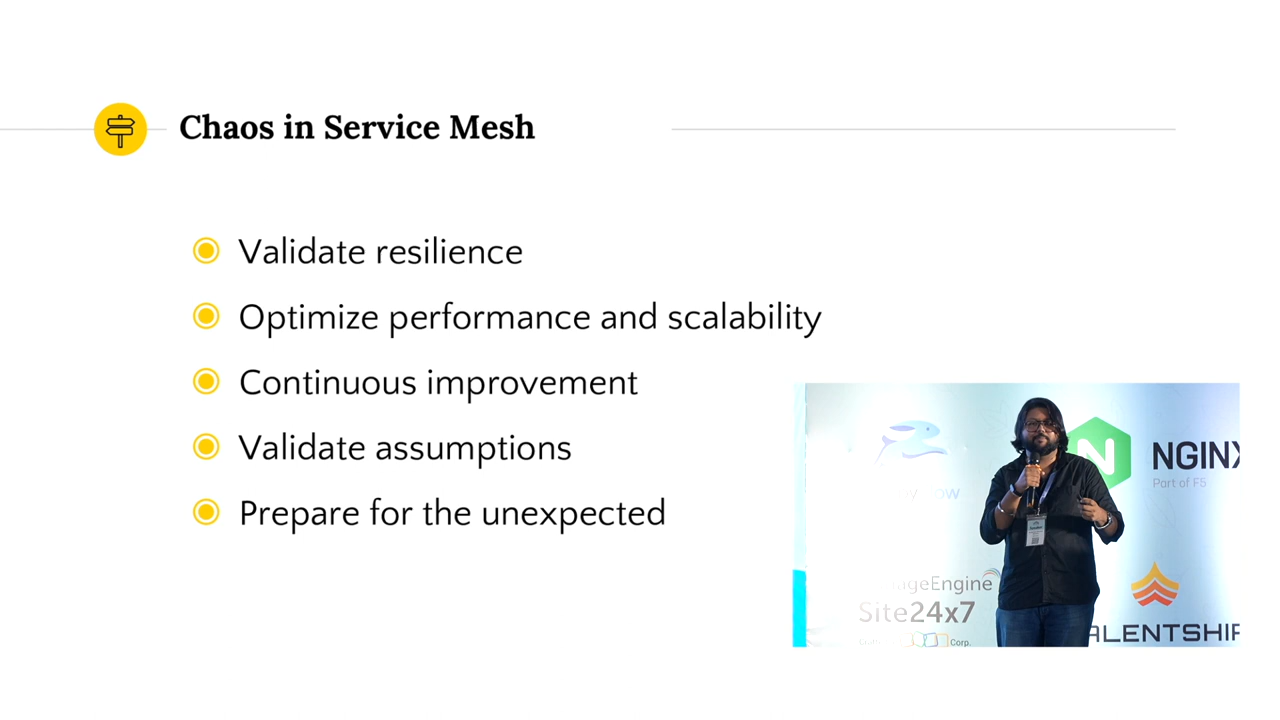 Chaos in Service Mesh
Validate resilience
Optimize performance and scalability
Continuous improvement
Validate assumptions
Prepare for the unexpected
NGINX
Part of F5
Site24x7
Corp.